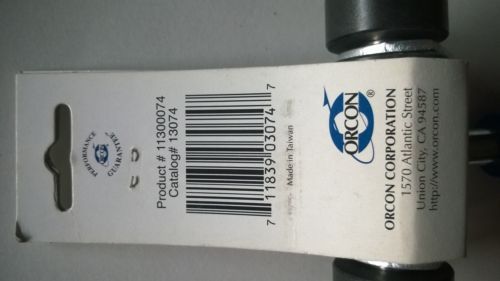 PERFORMANCE
GUARANTEE
Product # 11300074
Catalog# 13074
7 11839 03074 7
Made in Taiwan
ORCON®
ORCON CORPORATION
1570 Atlantic Street
Union City, CA 94587
http://www.orcon.com